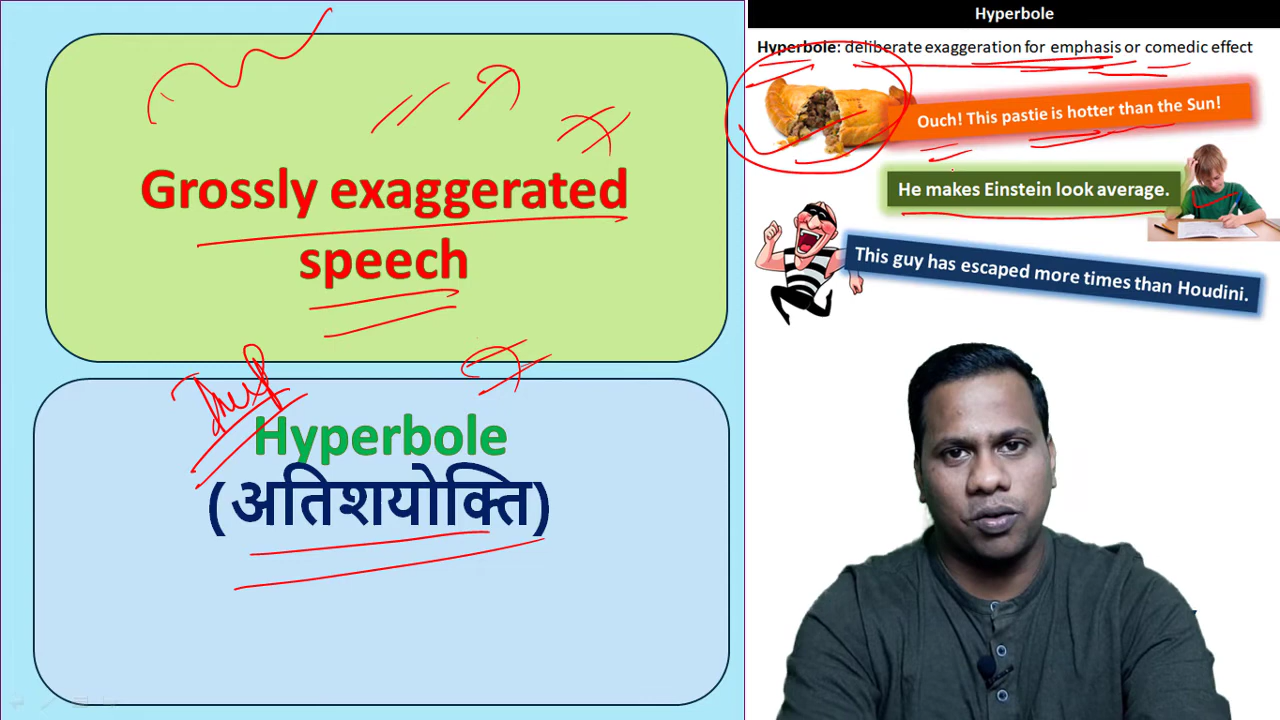 Grossly exaggerated
speech
Hyperbole
(अतिशयोक्ति)
Hyperbole
Hyperbole: deliberate exaggeration for emphasis or comedic effect
Ouch! This pastie is hotter than the Sun!
He makes Einstein look average.
This guy has escaped more times than Houdini.